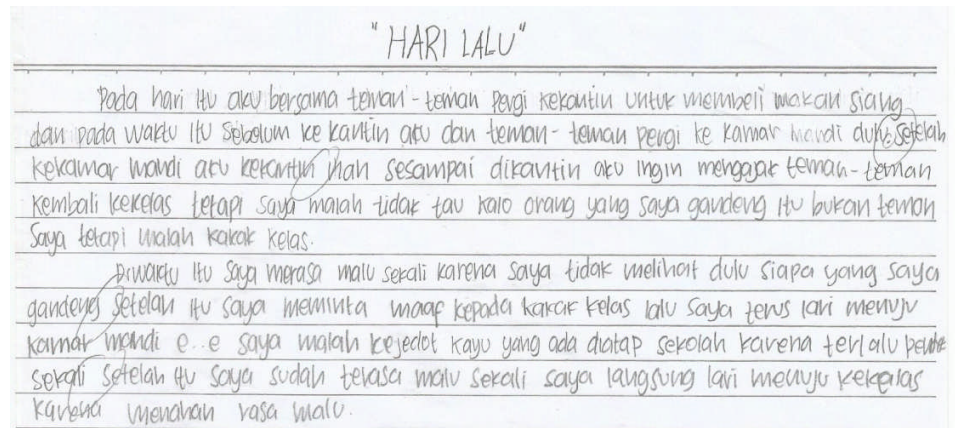 "HARI LALU"
Pada hari itu aku bersama teman-teman pergi kekantin untuk membeli makan siang
dan pada waktu itu sebelum ke kantin aku dan teman-teman pergi ke kamar mandi dulu. setelah
kekamar mandi aku kekantin nah sesampai dikantin aku ingin mengajak teman-teman
kembali kekelas tetapi saya malah tidak tau kalo orang yang saya gandeng itu bukan teman
saya tetapi malah kakak kelas.
Diwaktu itu saya merasa malu sekali karena saya tidak melihat dulu siapa yang saya
gandeng setelah itu saya meminta maaf kepada kakak kelas lalu saya terus lari menuju
kamar mandi e..e saya malah kejedot kayu yang ada diatap sekolah karena terlalu
sekali setelah itu saya sudah terasa malu sekali saya langsung lari menuju kekelas
karena menahan rasa malu.